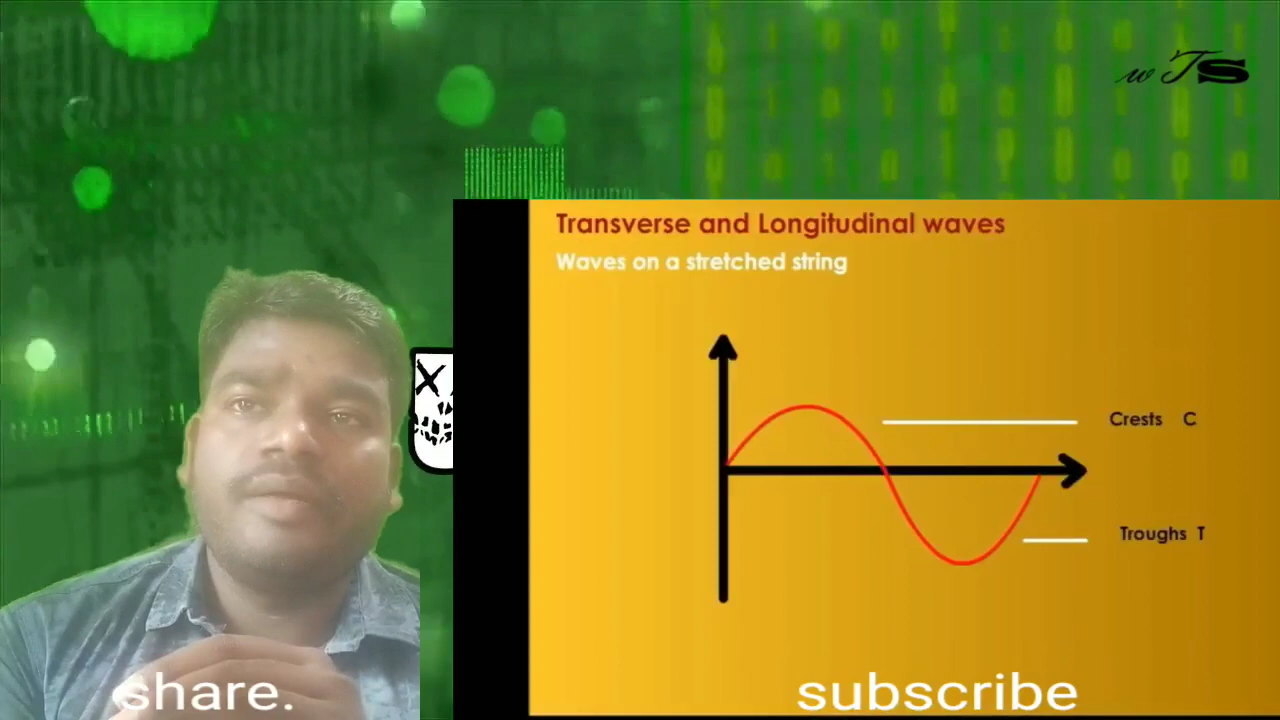 wTS
Transverse and Longitudinal waves
Waves on a stretched string
Crests C
Troughs T
share.
subscribe